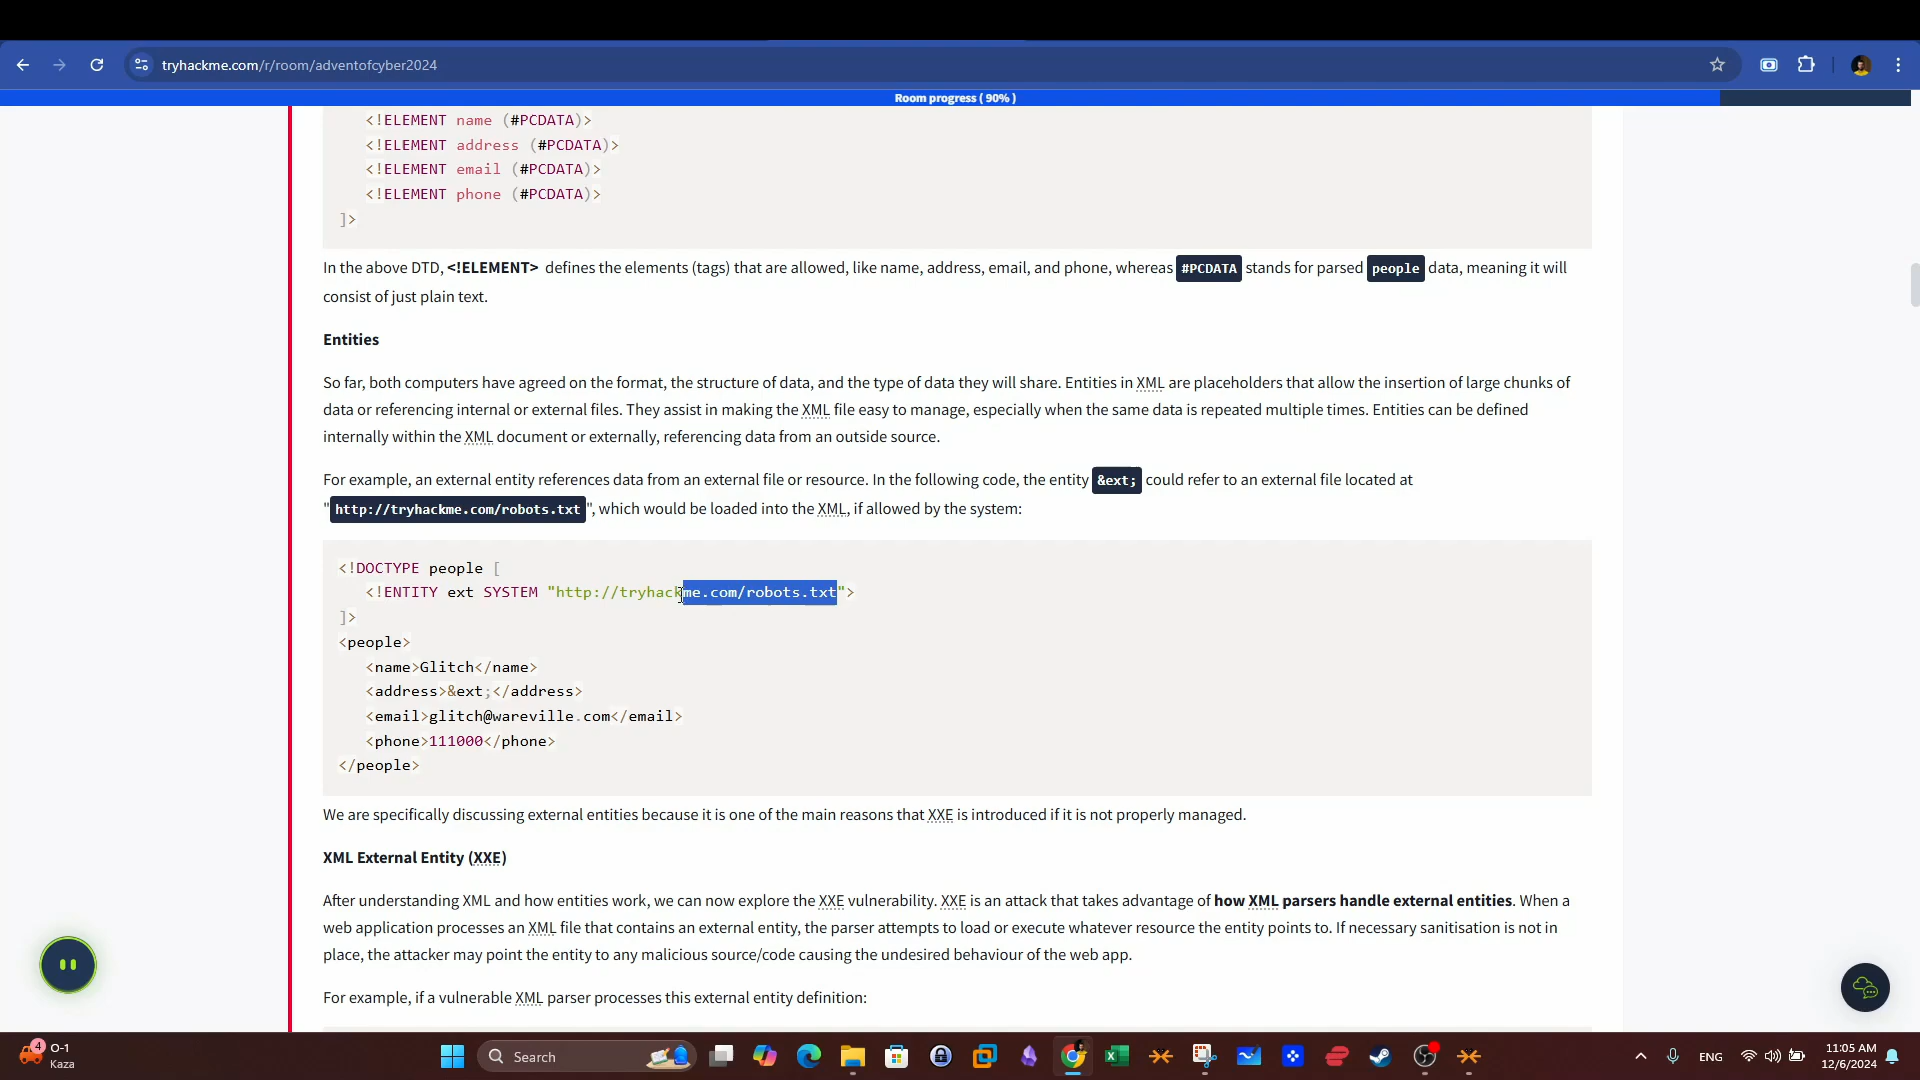 tryhackme.com/r/room/adventofcyber2024
Room progress ( 90% )
<!ELEMENT name (#PCDATA)>
<!ELEMENT address (#PCDATA)>
<!ELEMENT email (#PCDATA)>
<!ELEMENT phone (#PCDATA)>
]>
In the above DTD, <!ELEMENT> defines the elements (tags) that are allowed, like name, address, email, and phone, whereas #PCDATA stands for parsed people data, meaning it will
consist of just plain text.
Entities
So far, both computers have agreed on the format, the structure of data, and the type of data they will share. Entities in XML are placeholders that allow the insertion of large chunks of
data or referencing internal or external files. They assist in making the XML file easy to manage, especially when the same data is repeated multiple times. Entities can be defined
internally within the XML document or externally, referencing data from an outside source.
For example, an external entity references data from an external file or resource. In the following code, the entity &ext; could refer to an external file located at
"http://tryhackme.com/robots.txt", which would be loaded into the XML, if allowed by the system:
<!DOCTYPE people [
<!ENTITY ext SYSTEM "http://tryhackme.com/robots.txt">
]>
<people>
<name>Glitch</name>
<address>&ext;</address>
<email>glitch@wareville.com</email>
<phone>111000</phone>
</people>
We are specifically discussing external entities because it is one of the main reasons that XXE is introduced if it is not properly managed.
XML External Entity (XXE)
After understanding XML and how entities work, we can now explore the XXE vulnerability. XXE is an attack that takes advantage of how XML parsers handle external entities. When a
web application processes an XML file that contains an external entity, the parser attempts to load or execute whatever resource the entity points to. If necessary sanitisation is not in
place, the attacker may point the entity to any malicious source/code causing the undesired behaviour of the web app.
For example, if a vulnerable XML parser processes this external entity definition:
4
O-1
Kaza
Search
ENG
11:05 AM
12/6/2024